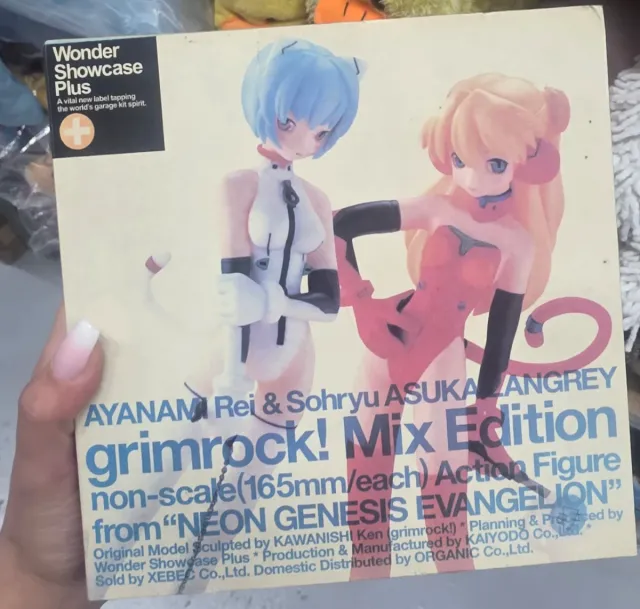 Wonder
Showcase
Plus
A vital new label tapping
the world's garage kit spirit.
AYANAMI Rei & Sohryu ASUKA LANGREY
grimrock! Mix Edition
non-scale(165mm/each) Action Figure
from "NEON GENESIS EVANGELION"
Original Model Sculpted by KAWANISHI Ken (grimrock!) * Planning & Produced by
Wonder Showcase Plus * Production & Manufactured by KAIYODO Co.,Ltd. *
Sold by XEBEC Co.,Ltd. Domestic Distributed by ORGANIC Co.,Ltd.